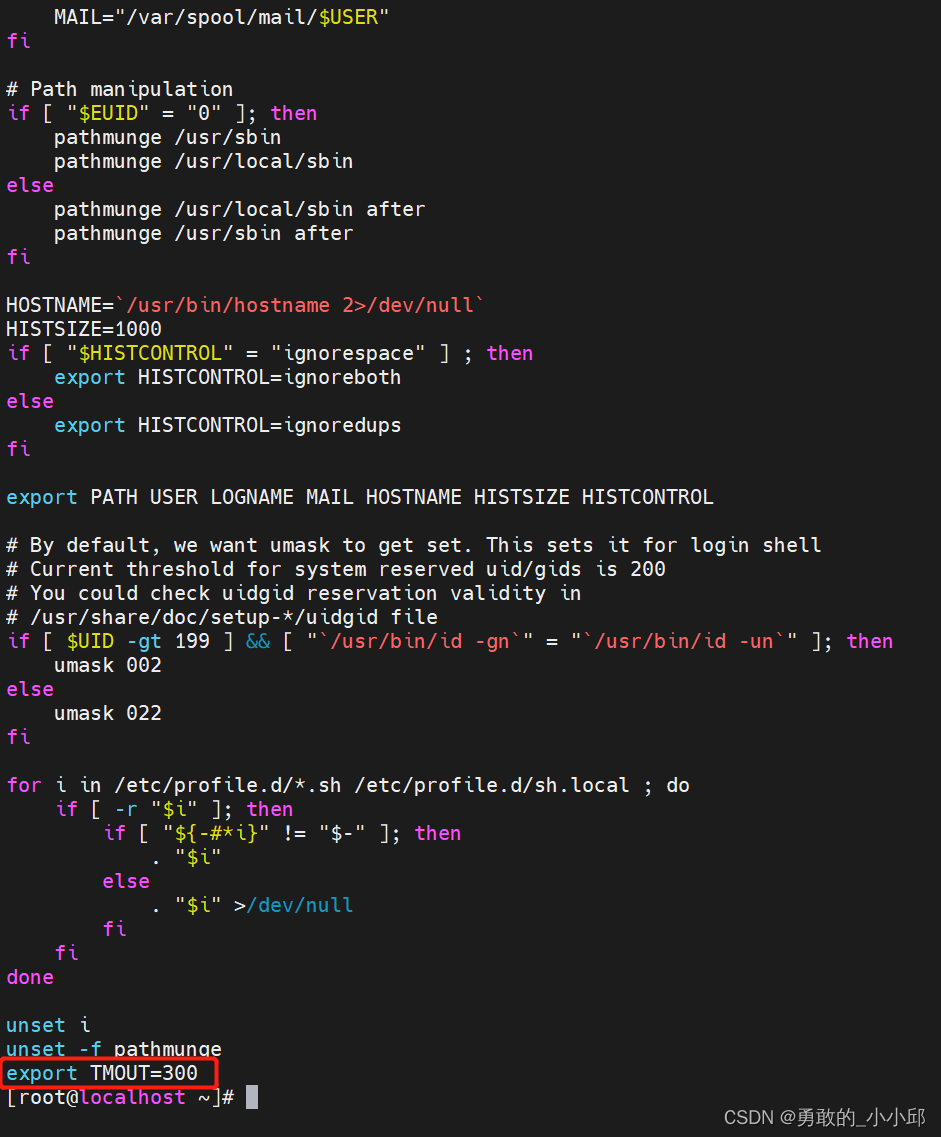 MAIL="/var/spool/mail/$USER"
fi

# Path manipulation
if [ "$EUID" = "0" ]; then
    pathmunge /usr/sbin
    pathmunge /usr/local/sbin
else
    pathmunge /usr/local/sbin after
    pathmunge /usr/sbin after
fi

HOSTNAME=`/usr/bin/hostname 2>/dev/null`
HISTSIZE=1000
if [ "$HISTCONTROL" = "ignorespace" ] ; then
    export HISTCONTROL=ignoreboth
else
    export HISTCONTROL=ignoredups
fi

export PATH USER LOGNAME MAIL HOSTNAME HISTSIZE HISTCONTROL

# By default, we want umask to get set. This sets it for login shell
# Current threshold for system reserved uid/gids is 200
# You could check uidgid reservation validity in
# /usr/share/doc/setup-*/uidgid file
if [ $UID -gt 199 ] && [ "`/usr/bin/id -gn`" = "`/usr/bin/id -un`" ]; then
    umask 002
else
    umask 022
fi

for i in /etc/profile.d/*.sh /etc/profile.d/sh.local ; do
    if [ -r "$i" ]; then
        if [ "${-#*i}" != "$-" ]; then
            . "$i"
        else
            . "$i" >/dev/null
        fi
    fi
done

unset i
unset -f pathmunge
export TMOUT=300
[root@localhost ~]#
CSDN @勇敢的_小小邱